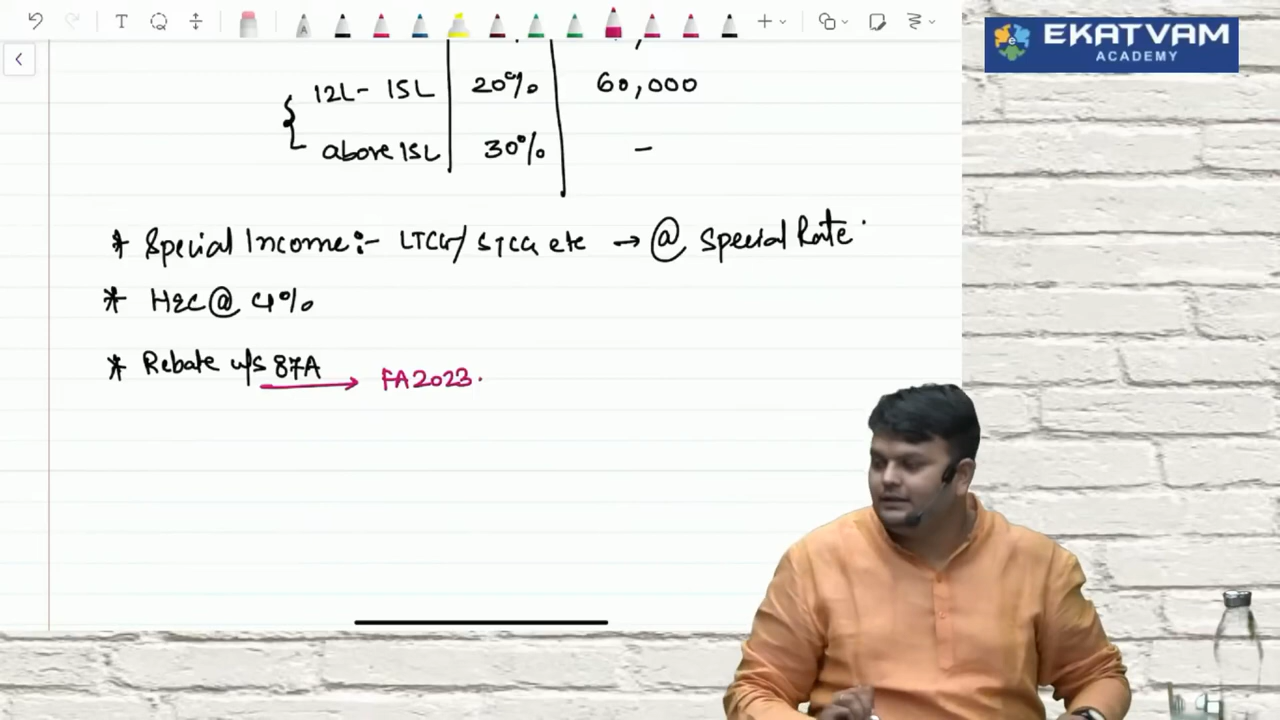 EKATVAM
ACADEMY
12L- 15L 20% 60,000
above 15L 30% -
* Special Income:- LTCG/ STCG etc → @ Special Rate
* H&EC @ 4%
* Rebate u/s 87A → FA2023.